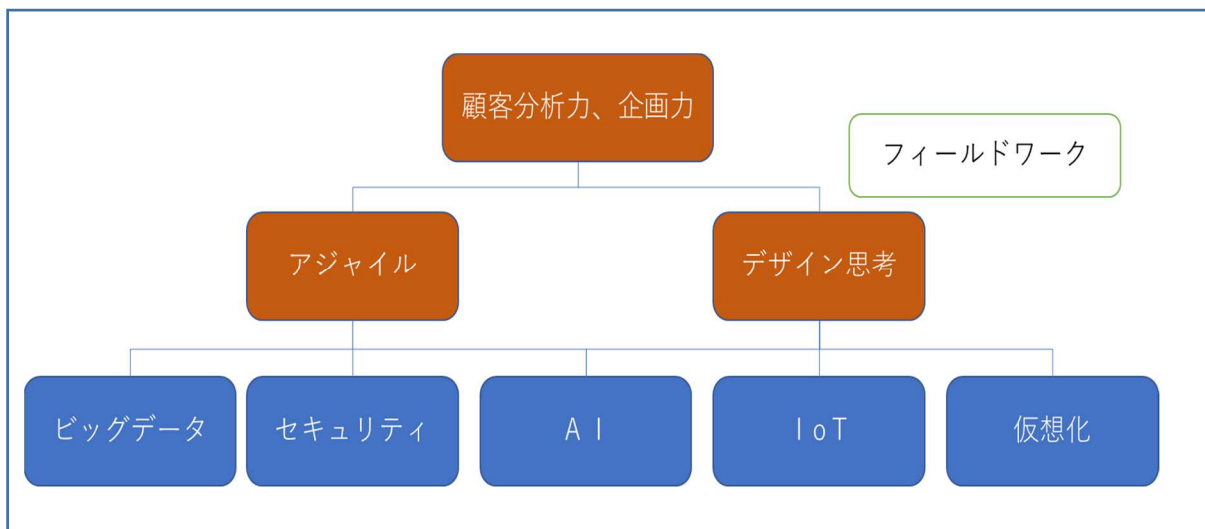 顧客分析力、企画力
フィールドワーク
アジャイル
デザイン思考
ビッグデータ
セキュリティ
ＡＩ
ＩｏＴ
仮想化